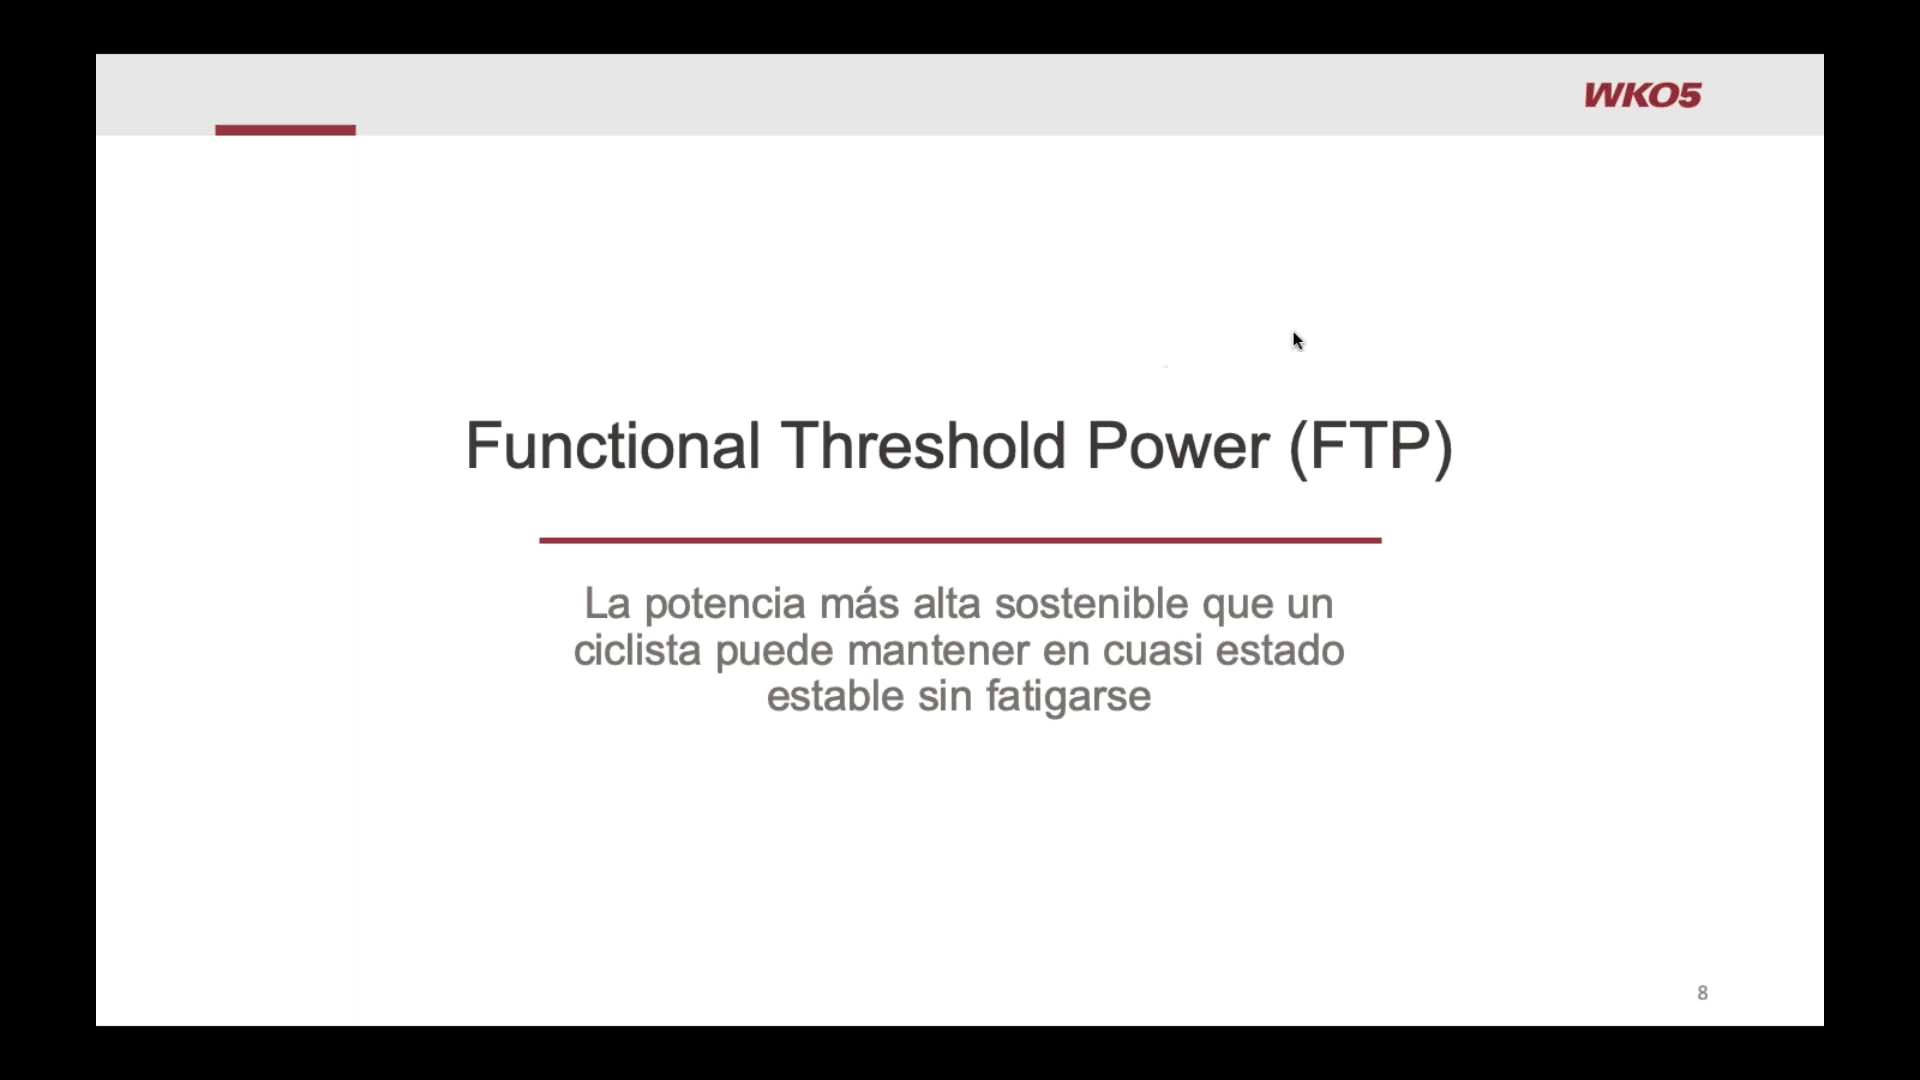 WKO5
Functional Threshold Power (FTP)
La potencia más alta sostenible que un
ciclista puede mantener en cuasi estado
estable sin fatigarse
8